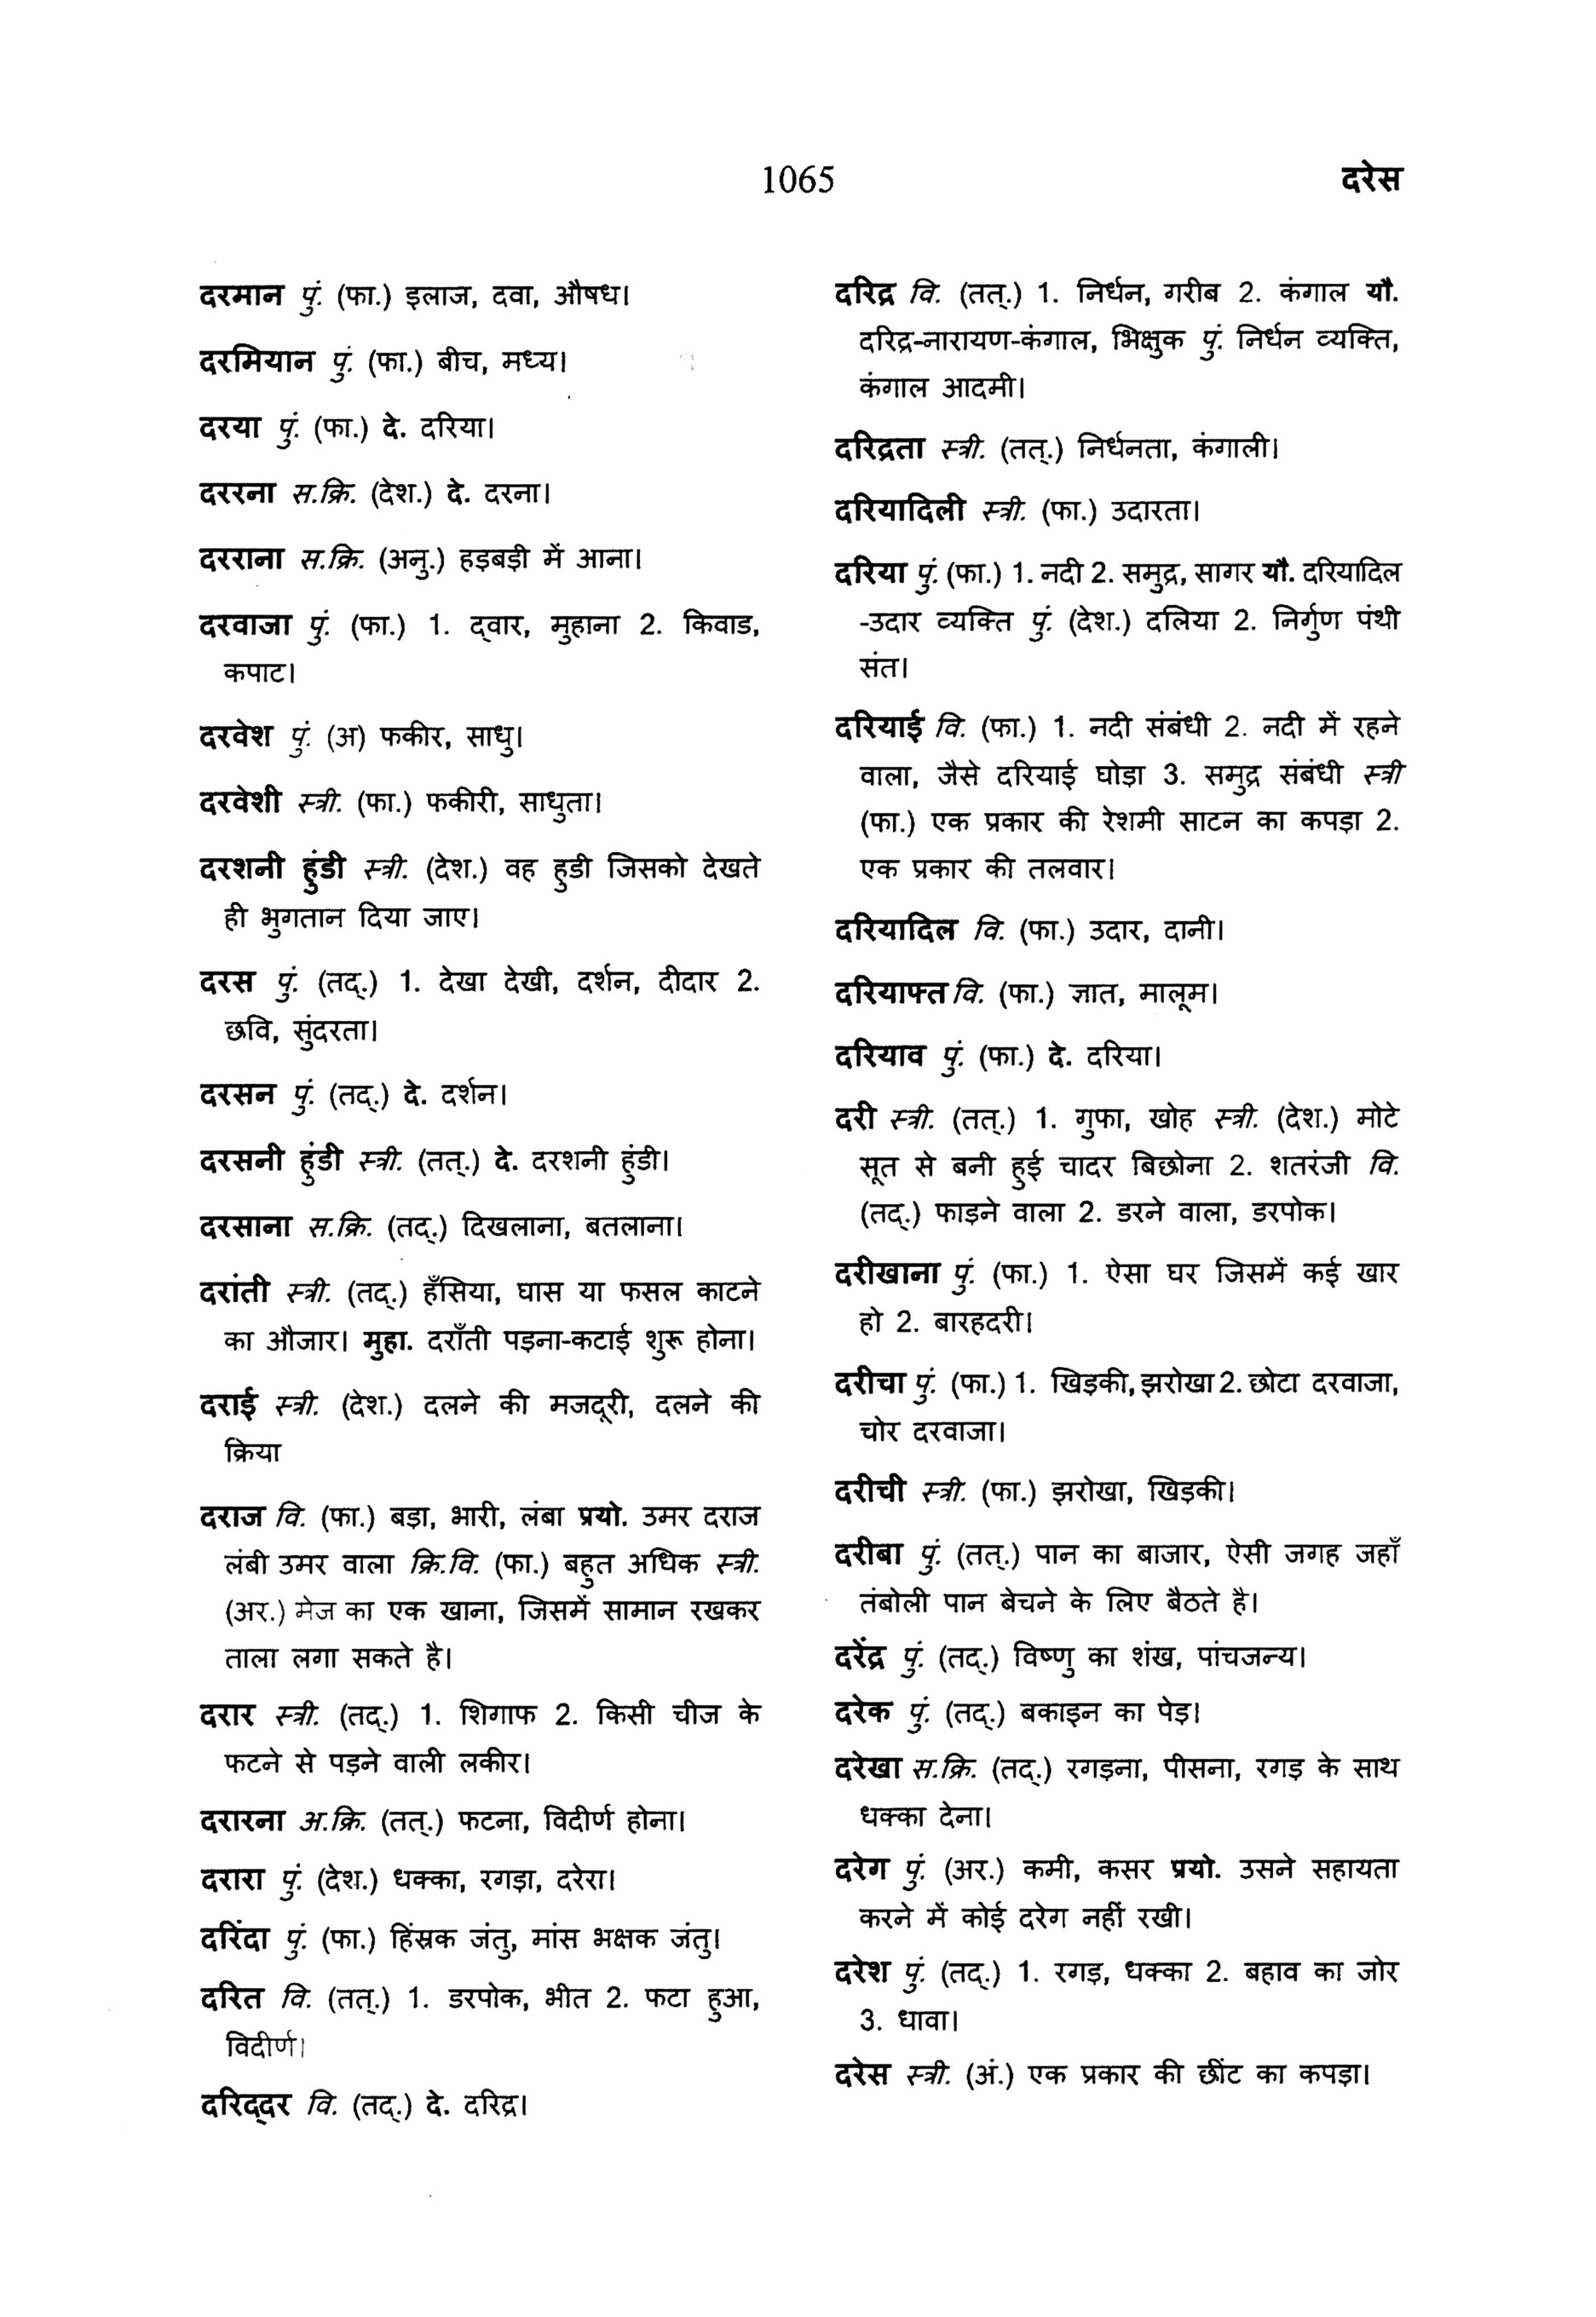 1065
दरेस
दरमान पुं. (फा.) इलाज, दवा, औषध।
दरमियान पुं. (फा.) बीच, मध्य।
दरया पुं. (फा.) दे. दरिया।
दररना स.क्रि. (देश.) दे. दरना।
दरराना स.क्रि. (अनु.) हड़बड़ी में आना।
दरवाजा पुं. (फा.) 1. द्वार, मुहाना 2. किवाड,
कपाट।
दरवेश पुं. (अ) फकीर, साधु।
दरवेशी स्त्री. (फा.) फकीरी, साधुता।
दरशनी हुंडी स्त्री. (देश.) वह हुडी जिसको देखते
ही भुगतान दिया जाए।
दरस पुं. (तद्.) 1. देखा देखी, दर्शन, दीदार 2.
छवि, सुंदरता।
दरसन पुं. (तद्.) दे. दर्शन।
दरसनी हुंडी स्त्री. (तत्.) दे. दरशनी हुंडी।
दरसाना स.क्रि. (तद्.) दिखलाना, बतलाना।
दरांती स्त्री. (तद्.) हँसिया, घास या फसल काटने
का औजार। मुहा. दराँती पड़ना-कटाई शुरू होना।
दराई स्त्री. (देश.) दलने की मजदूरी, दलने की
क्रिया
दराज वि. (फा.) बड़ा, भारी, लंबा प्रयो. उमर दराज
लंबी उमर वाला क्रि.वि. (फा.) बहुत अधिक स्त्री.
(अर.) मेज का एक खाना, जिसमें सामान रखकर
ताला लगा सकते है।
दरार स्त्री. (तद्.) 1. शिगाफ 2. किसी चीज के
फटने से पड़ने वाली लकीर।
दरारना अ.क्रि. (तत्.) फटना, विदीर्ण होना।
दरारा पुं. (देश.) धक्का, रगड़ा, दरेरा।
दरिंदा पुं. (फा.) हिंस्रक जंतु, मांस भक्षक जंतु।
दरित वि. (तत्.) 1. डरपोक, भीत 2. फटा हुआ,
विदीर्ण।
दरिद्दर वि. (तद्.) दे. दरिद्र।
दरिद्र वि. (तत्.) 1. निर्धन, गरीब 2. कंगाल यौ.
दरिद्र-नारायण-कंगाल, भिक्षुक पुं. निर्धन व्यक्ति,
कंगाल आदमी।
दरिद्रता स्त्री. (तत्.) निर्धनता, कंगाली।
दरियादिली स्त्री. (फा.) उदारता।
दरिया पुं. (फा.) 1. नदी 2. समुद्र, सागर यौ. दरियादिल
-उदार व्यक्ति पुं. (देश.) दलिया 2. निर्गुण पंथी
संत।
दरियाई वि. (फा.) 1. नदी संबंधी 2. नदी में रहने
वाला, जैसे दरियाई घोड़ा 3. समुद्र संबंधी स्त्री
(फा.) एक प्रकार की रेशमी साटन का कपड़ा 2.
एक प्रकार की तलवार।
दरियादिल वि. (फा.) उदार, दानी।
दरियाफ्त वि. (फा.) ज्ञात, मालूम।
दरियाव पुं. (फा.) दे. दरिया।
दरी स्त्री. (तत्.) 1. गुफा, खोह स्त्री. (देश.) मोटे
सूत से बनी हुई चादर बिछोना 2. शतरंजी वि.
(तद्.) फाड़ने वाला 2. डरने वाला, डरपोक।
दरीखाना पुं. (फा.) 1. ऐसा घर जिसमें कई खार
हो 2. बारहदरी।
दरीचा पुं. (फा.) 1. खिड़की, झरोखा 2. छोटा दरवाजा,
चोर दरवाजा।
दरीची स्त्री. (फा.) झरोखा, खिड़की।
दरीबा पुं. (तत्.) पान का बाजार, ऐसी जगह जहाँ
तंबोली पान बेचने के लिए बैठते है।
दरेंद्र पुं. (तद्.) विष्णु का शंख, पांचजन्य।
दरेक पुं. (तद्.) बकाइन का पेड़।
दरेखा स.क्रि. (तद्.) रगड़ना, पीसना, रगड़ के साथ
धक्का देना।
दरेग पुं. (अर.) कमी, कसर प्रयो. उसने सहायता
करने में कोई दरेग नहीं रखी।
दरेश पुं. (तद्.) 1. रगड़, धक्का 2. बहाव का जोर
3. धावा।
दरेस स्त्री. (अं.) एक प्रकार की छींट का कपड़ा।